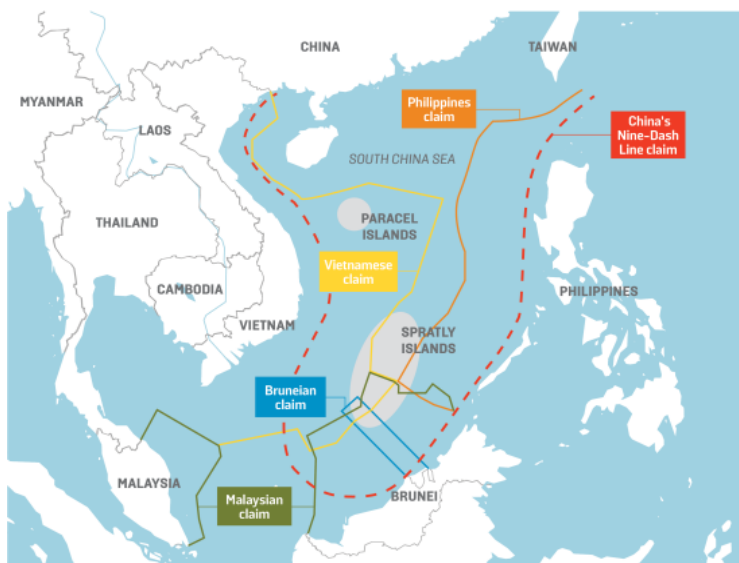 CHINA
TAIWAN
MYANMAR
Philippines
claim
China's
Nine-Dash
Line claim
LAOS
SOUTH CHINA SEA
THAILAND
PARACEL
ISLANDS
Vietnamese
claim
CAMBODIA
PHILIPPINES
VIETNAM
SPRATLY
ISLANDS
Bruneian
claim
MALAYSIA
Malaysian
claim
BRUNEI